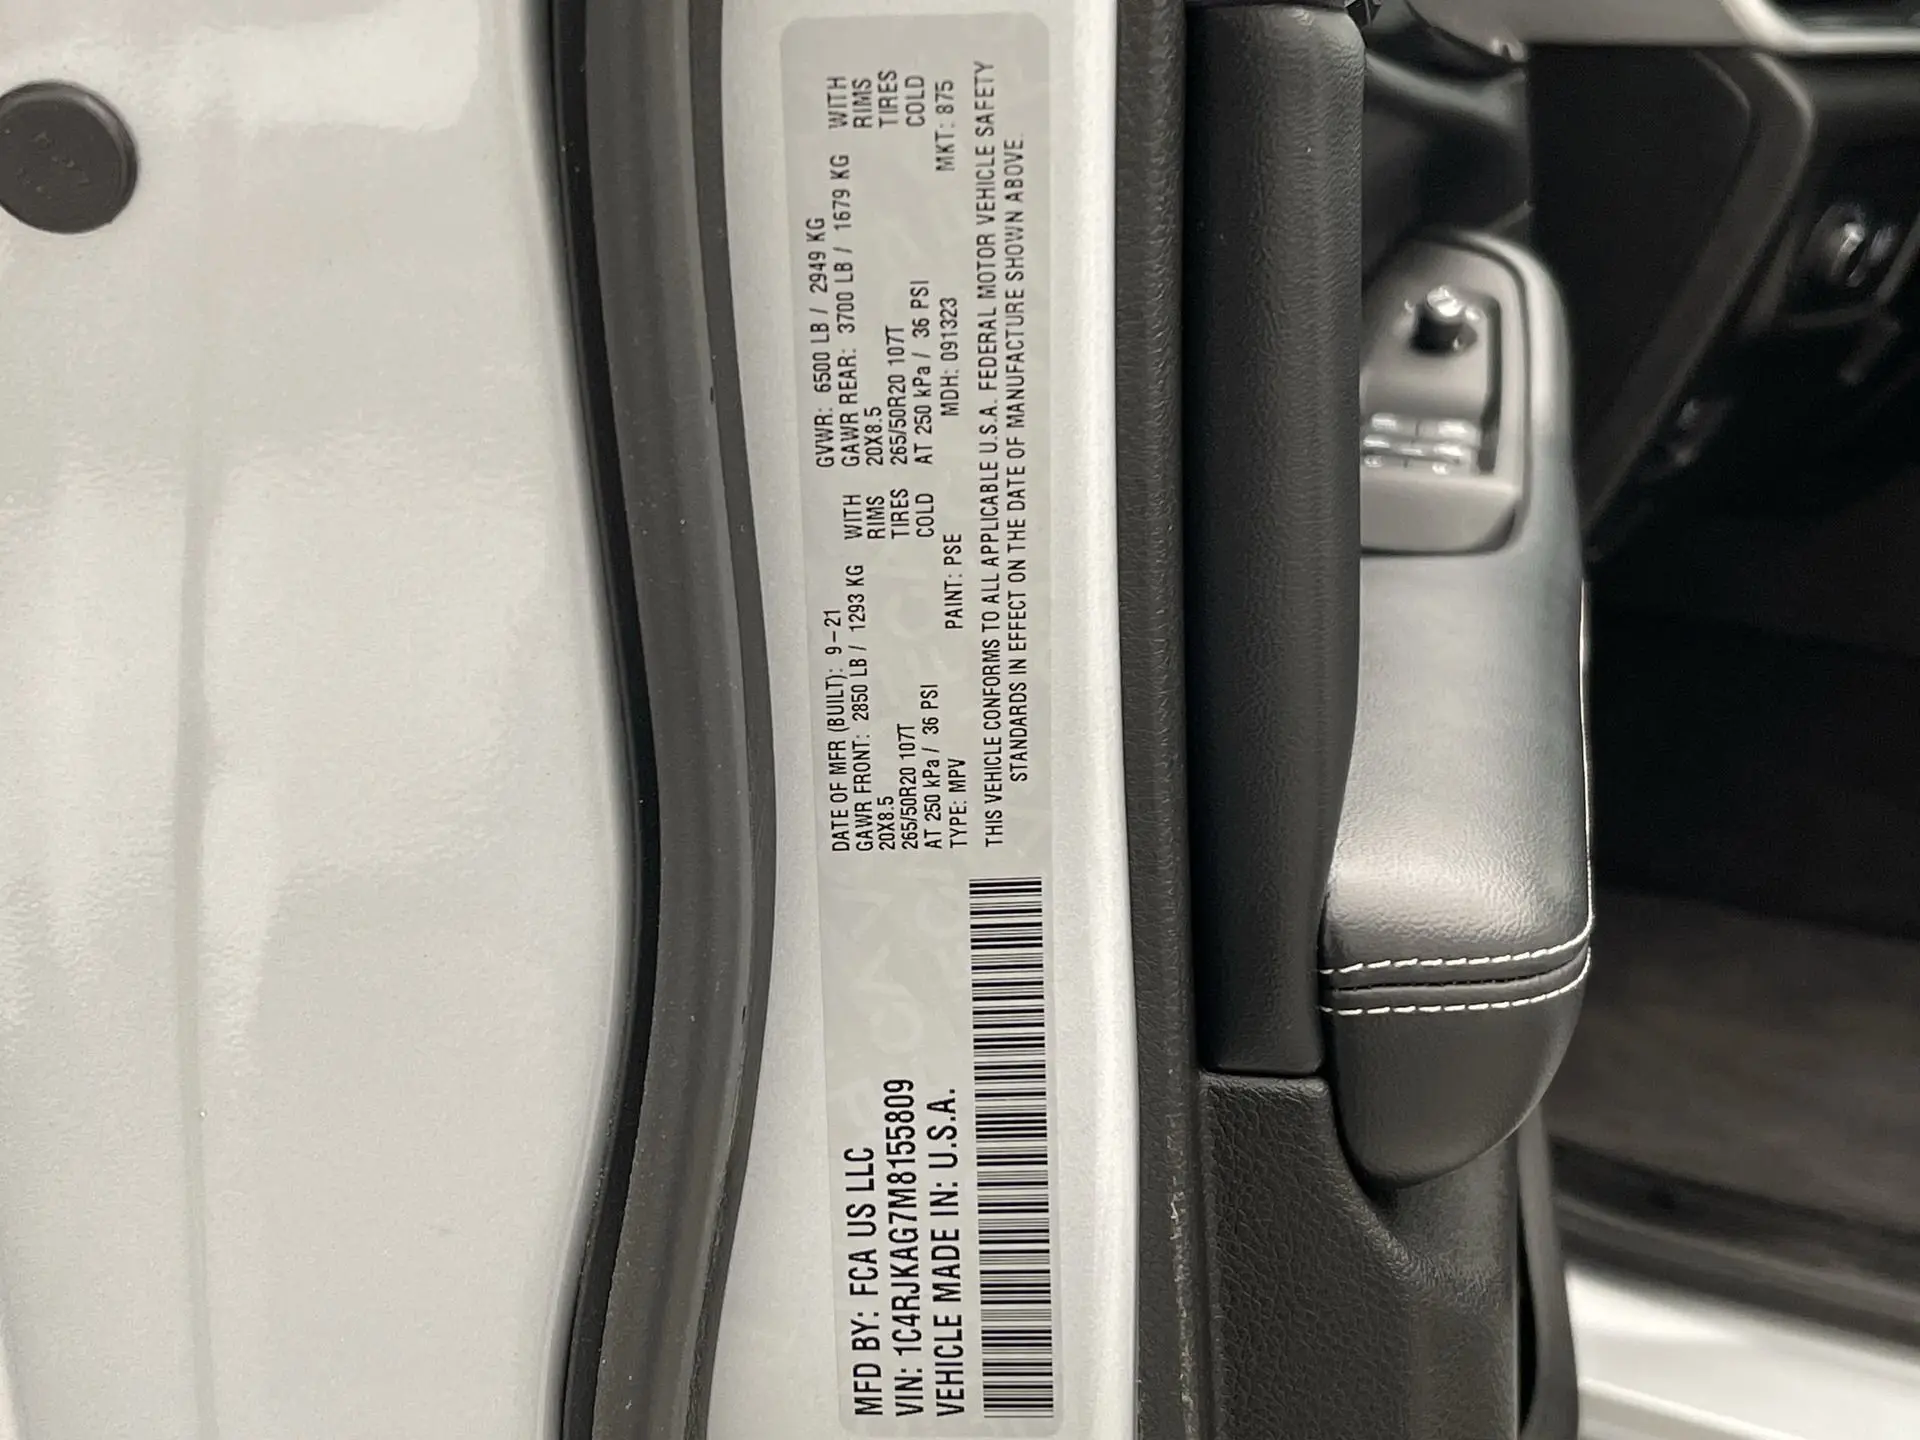 MFD BY: FCA US LLC
VIN: 1C4RJKAG7M8155809
VEHICLE MADE IN: U.S.A.
DATE OF MFR (BUILT): 9-21 GVWR: 6500 LB / 2949 KG
GAWR FRONT: 2850 LB / 1293 KG WITH GAWR REAR: 3700 LB / 1679 KG WITH
20X8.5 RIMS 20X8.5 RIMS
265/50R20 107T TIRES 265/50R20 107T TIRES
AT 250 kPa / 36 PSI COLD AT 250 kPa / 36 PSI COLD
TYPE: MPV PAINT: PSE MDH: 091323 MKT: 875
THIS VEHICLE CONFORMS TO ALL APPLICABLE U.S.A. FEDERAL MOTOR VEHICLE SAFETY
STANDARDS IN EFFECT ON THE DATE OF MANUFACTURE SHOWN ABOVE.